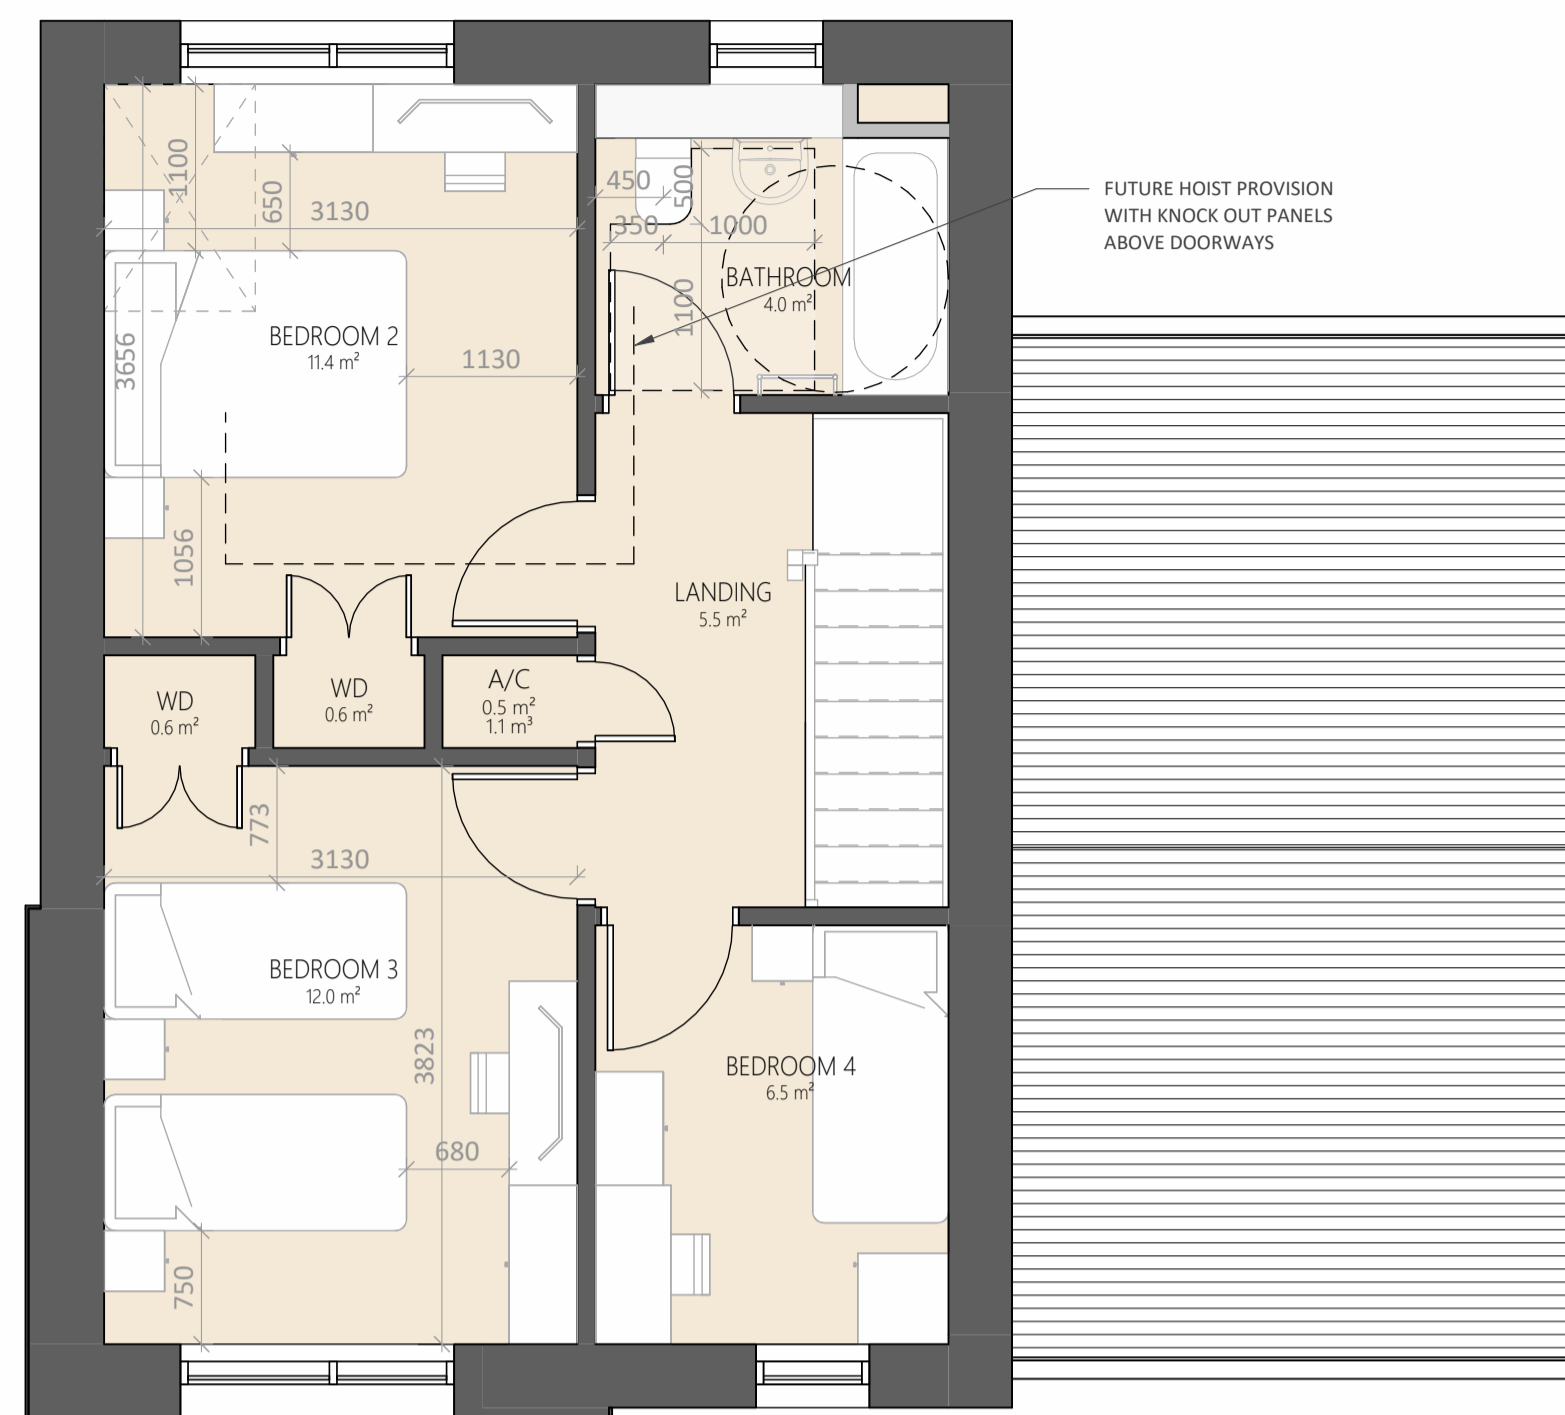 1100
650
3130
3656
BEDROOM 2
11.4 m²
1130
1056
450
500
350
1000
1100
BATHROOM
4.0 m²
FUTURE HOIST PROVISION
WITH KNOCK OUT PANELS
ABOVE DOORWAYS
LANDING
5.5 m²
WD
0.6 m²
WD
0.6 m²
A/C
0.5 m²
1.1 m³
773
3130
BEDROOM 3
12.0 m²
3823
680
750
BEDROOM 4
6.5 m²